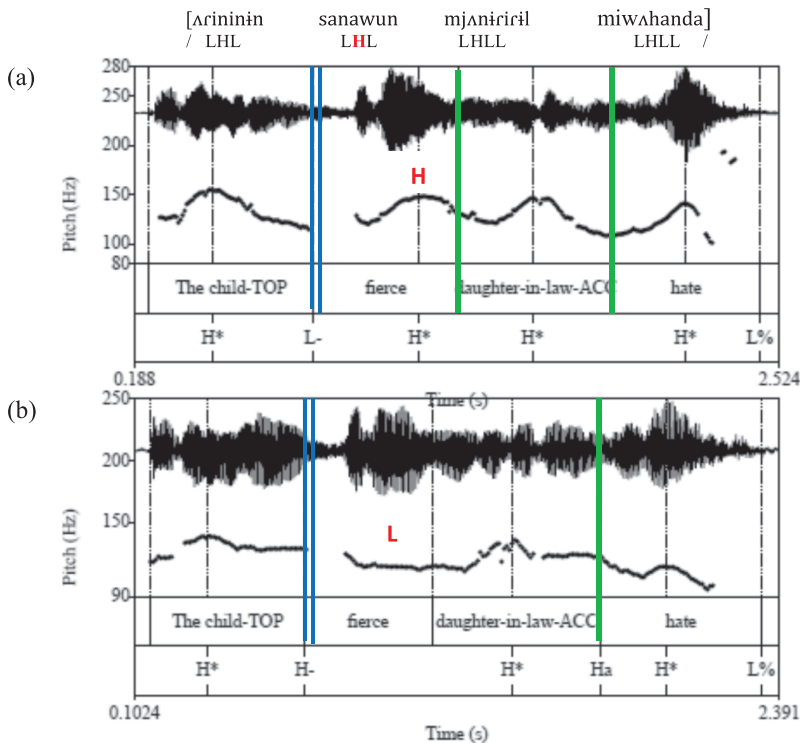 [ʌɾininɨn sanawun mjʌnɨɾiɾɨl miwʌhanda]
/ LHL LHL LHLL LHLL /
(a)
280
250
200
150
100
80
Pitch (Hz)
H
The child-TOP fierce daughter-in-law-ACC hate
H* L- H* H* H* L%
0.188 2.524
Time (s)
(b)
250
200
150
90
Pitch (Hz)
L
The child-TOP fierce daughter-in-law-ACC hate
H* H- H* Ha H* L%
0.1024 2.391
Time (s)